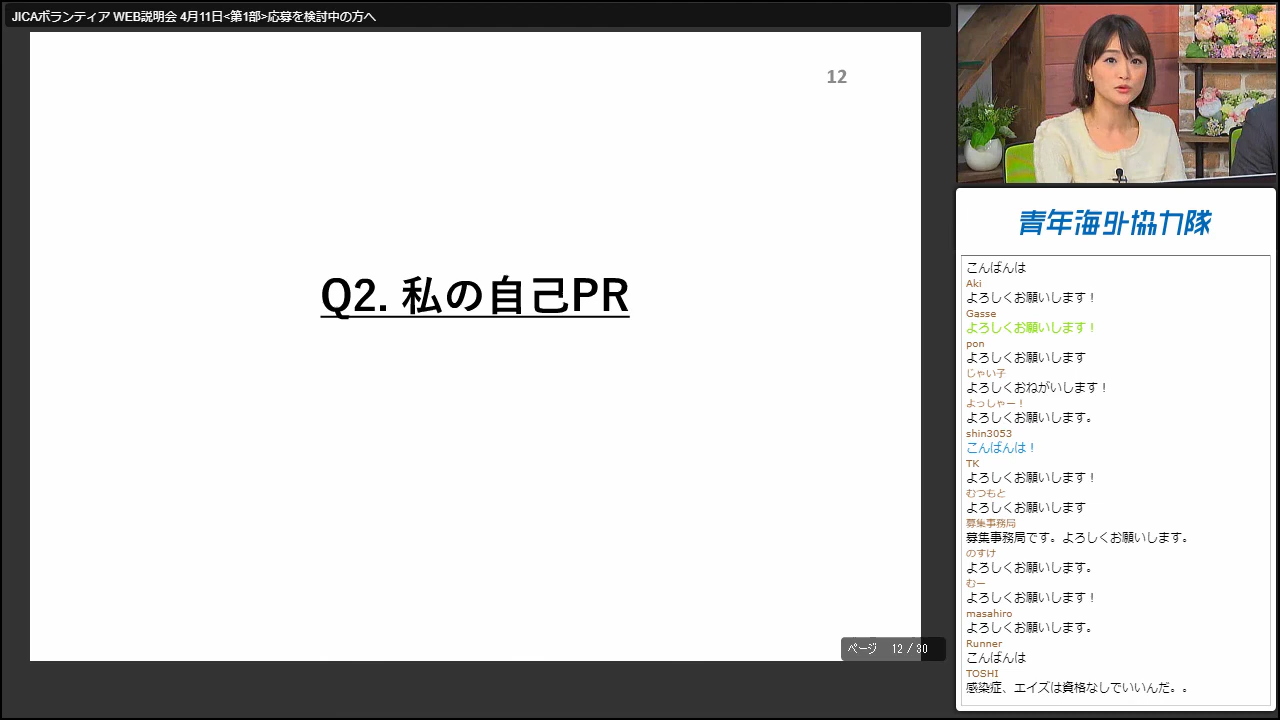 JICAボランティア WEB説明会 4月11日<第1部>応募を検討中の方へ
12
Q2. 私の自己PR
ページ 12 / 30
青年海外協力隊
こんばんは
Aki
よろしくお願いします！
Gasse
よろしくお願いします！
pon
よろしくお願いします
じゃい子
よろしくおねがいします！
よっしゃー！
よろしくお願いします。
shin3053
こんばんは！
TK
よろしくお願いします！
むつもと
よろしくお願いします
募集事務局
募集事務局です。よろしくお願いします。
のすけ
よろしくお願いします。
むー
よろしくお願いします！
masahiro
よろしくお願いします。
Runner
こんばんは
TOSHI
感染症、エイズは資格なしでいいんだ。。